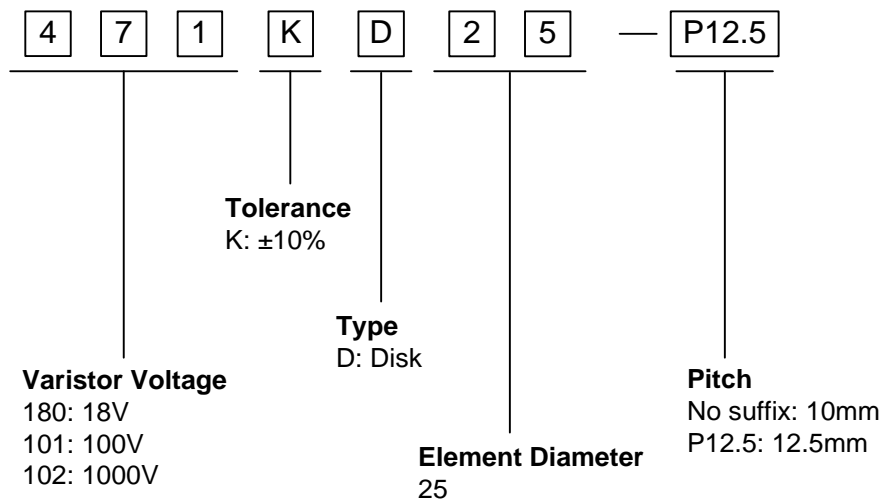 4 7 1 K D 2 5 — P12.5
Tolerance
K: ±10%
Type
D: Disk
Varistor Voltage
180: 18V
101: 100V
102: 1000V
Element Diameter
25
Pitch
No suffix: 10mm
P12.5: 12.5mm